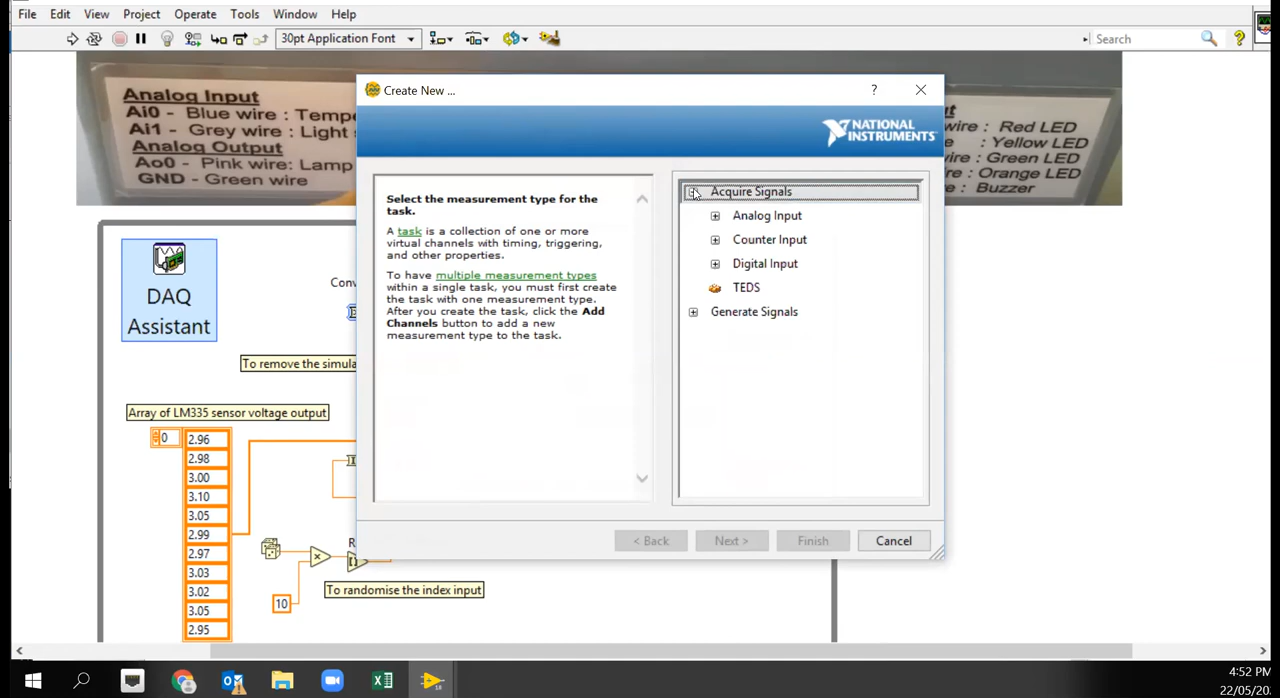 File Edit View Project Operate Tools Window Help
30pt Application Font
Search
Create New ...
NATIONAL INSTRUMENTS
Analog Input
Ai0 - Blue wire : Tempe
Ai1 - Grey wire : Light
Analog Output
Ao0 - Pink wire: Lamp
GND - Green wire
wire : Red LED
: Yellow LED
ire : Green LED
re : Orange LED
e : Buzzer
Select the measurement type for the
task.
A task is a collection of one or more
virtual channels with timing, triggering,
and other properties.
To have multiple measurement types
within a single task, you must first create
the task with one measurement type.
After you create the task, click the Add
Channels button to add a new
measurement type to the task.
Acquire Signals
Analog Input
Counter Input
Digital Input
TEDS
Generate Signals
< Back Next > Finish Cancel
DAQ
Assistant
Conv
To remove the simula
Array of LM335 sensor voltage output
0
2.96
2.98
3.00
3.10
3.05
2.99
2.97
3.03
3.02
3.05
2.95
R
10
To randomise the index input
4:52 PM
22/05/20